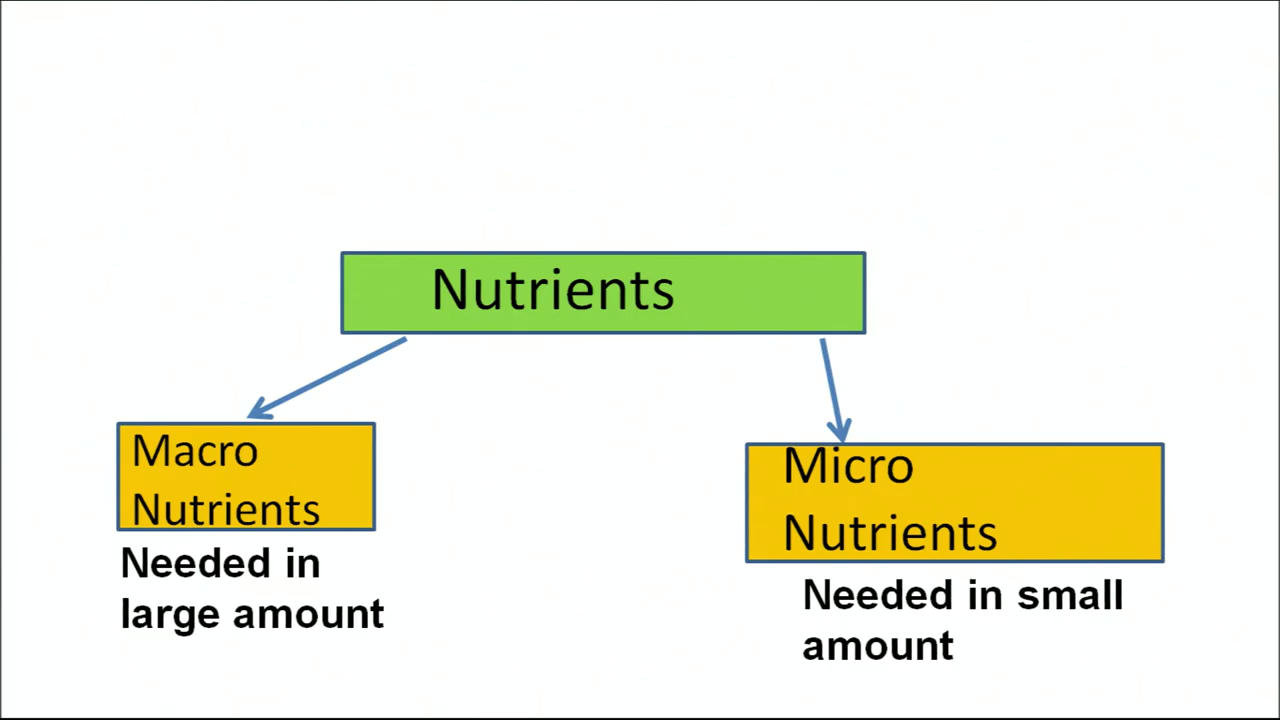 Nutrients
Macro
Nutrients
Needed in
large amount
Micro
Nutrients
Needed in small
amount